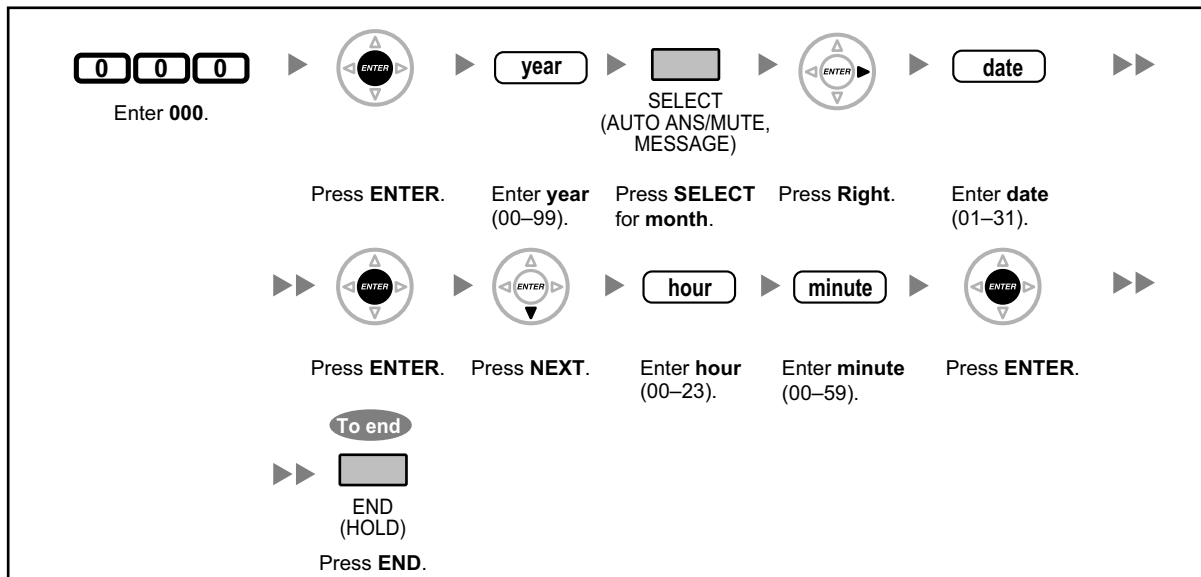 0 0 0
Enter 000.
ENTER
Press ENTER.
year
Enter year
(00–99).
SELECT
(AUTO ANS/MUTE,
MESSAGE)
Press SELECT
for month.
ENTER
Press Right.
date
Enter date
(01–31).
ENTER
Press ENTER.
ENTER
Press NEXT.
hour
Enter hour
(00–23).
minute
Enter minute
(00–59).
ENTER
Press ENTER.
To end
END
(HOLD)
Press END.